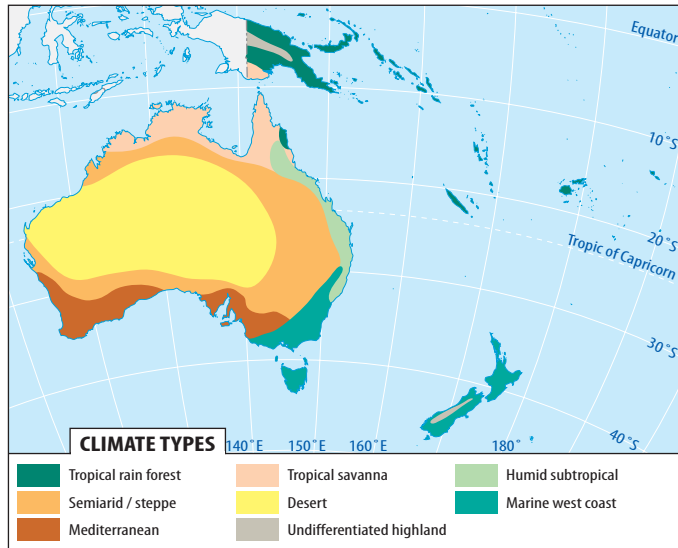 Equator
10°S
20°S
Tropic of Capricorn
30°S
40°S
CLIMATE TYPES
140°E 145°E 160°E 180°
Tropical rain forest
Tropical savanna
Humid subtropical
Semiarid / steppe
Desert
Marine west coast
Mediterranean
Undifferentiated highland